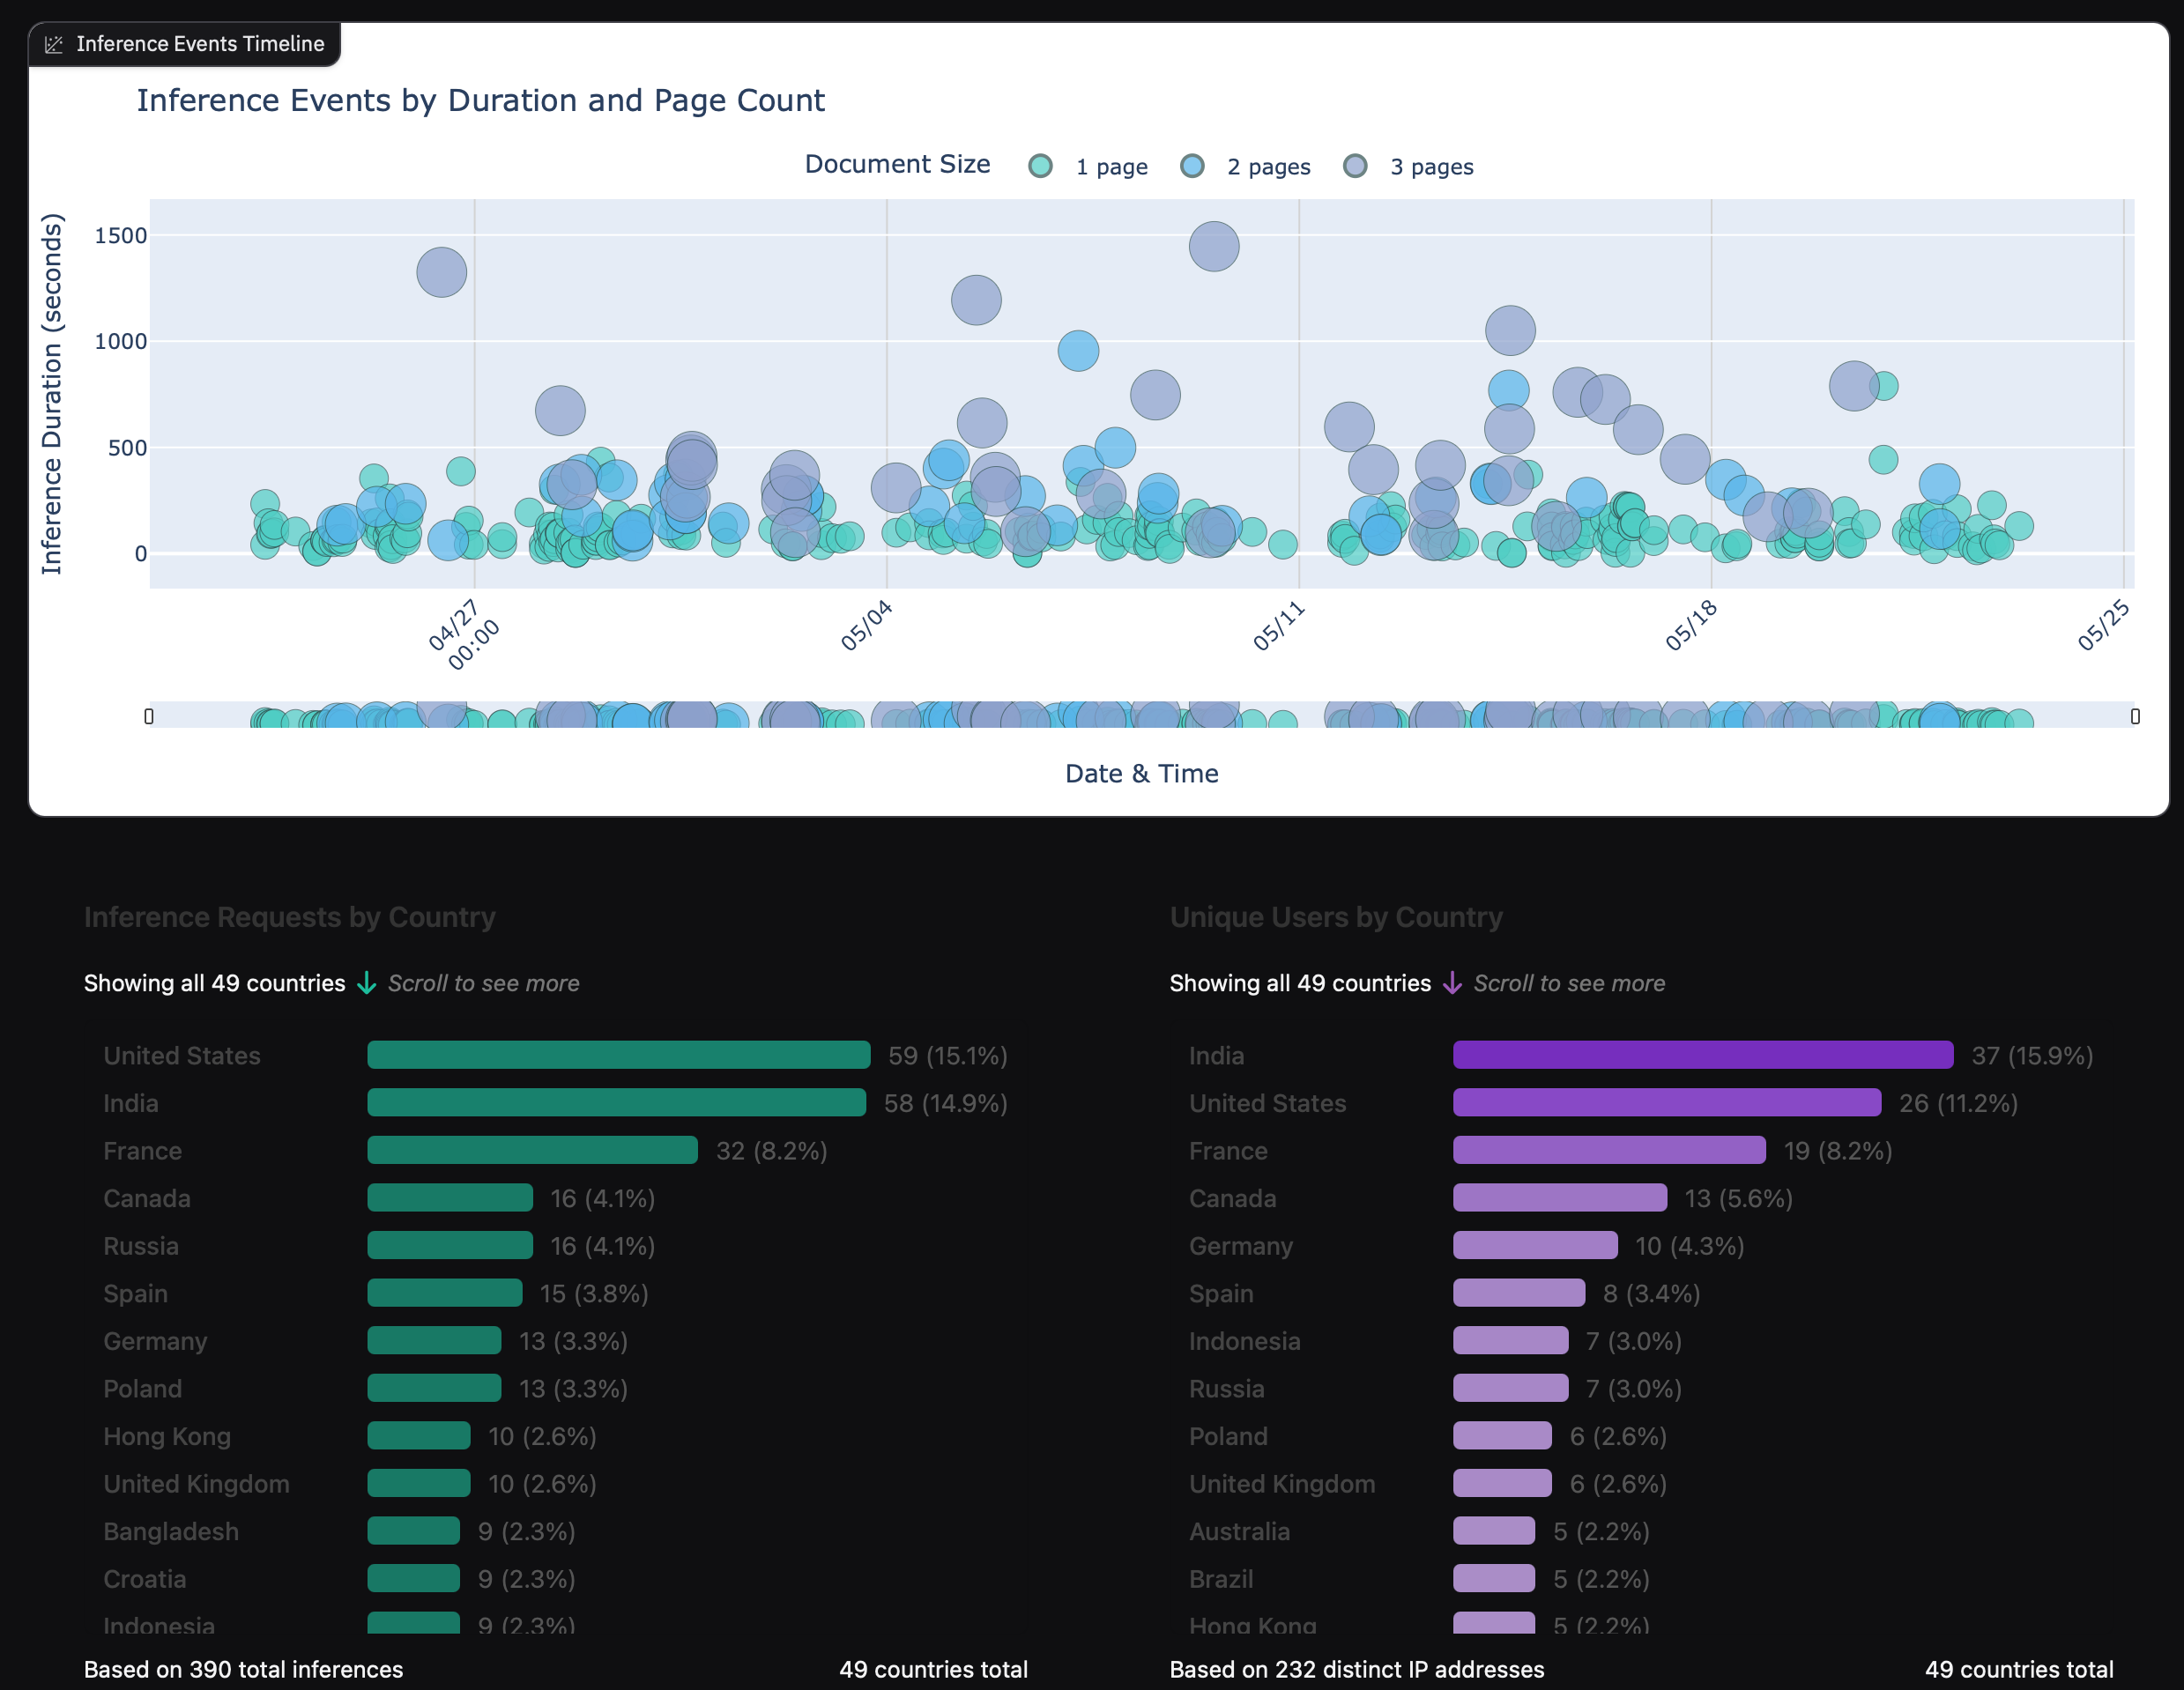 Inference Events Timeline
Inference Events by Duration and Page Count
Document Size 1 page 2 pages 3 pages
Inference Duration (seconds)
1500
1000
500
0
04/27
00:00
05/04
05/11
05/18
05/25
Date & Time
Inference Requests by Country
Showing all 49 countries ↓ Scroll to see more
United States 59 (15.1%)
India 58 (14.9%)
France 32 (8.2%)
Canada 16 (4.1%)
Russia 16 (4.1%)
Spain 15 (3.8%)
Germany 13 (3.3%)
Poland 13 (3.3%)
Hong Kong 10 (2.6%)
United Kingdom 10 (2.6%)
Bangladesh 9 (2.3%)
Croatia 9 (2.3%)
Indonesia 9 (2.3%)
Based on 390 total inferences 49 countries total
Unique Users by Country
Showing all 49 countries ↓ Scroll to see more
India 37 (15.9%)
United States 26 (11.2%)
France 19 (8.2%)
Canada 13 (5.6%)
Germany 10 (4.3%)
Spain 8 (3.4%)
Indonesia 7 (3.0%)
Russia 7 (3.0%)
Poland 6 (2.6%)
United Kingdom 6 (2.6%)
Australia 5 (2.2%)
Brazil 5 (2.2%)
Hong Kong 5 (2.2%)
Based on 232 distinct IP addresses 49 countries total